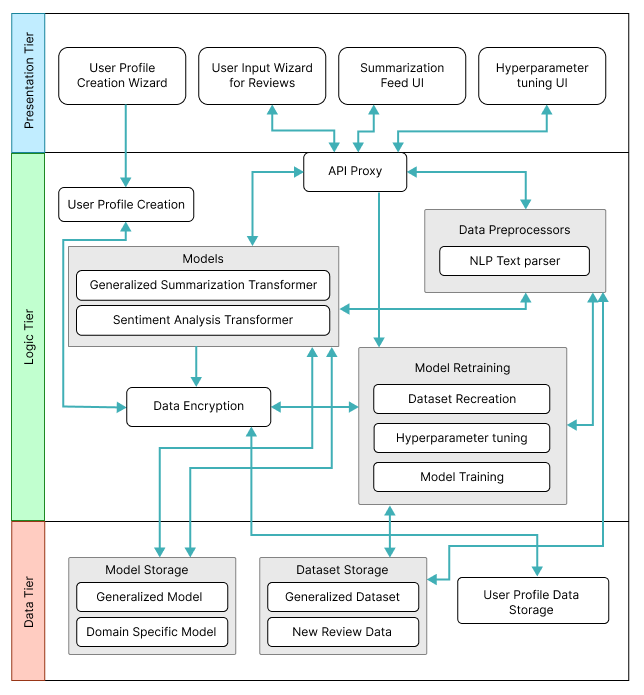 Presentation Tier
User Profile
Creation Wizard
User Input Wizard
for Reviews
Summarization
Feed UI
Hyperparameter
tuning UI
Logic Tier
API Proxy
User Profile Creation
Data Preprocessors
NLP Text parser
Models
Generalized Summarization Transformer
Sentiment Analysis Transformer
Model Retraining
Dataset Recreation
Hyperparameter tuning
Model Training
Data Encryption
Data Tier
Model Storage
Generalized Model
Domain Specific Model
Dataset Storage
Generalized Dataset
New Review Data
User Profile Data
Storage